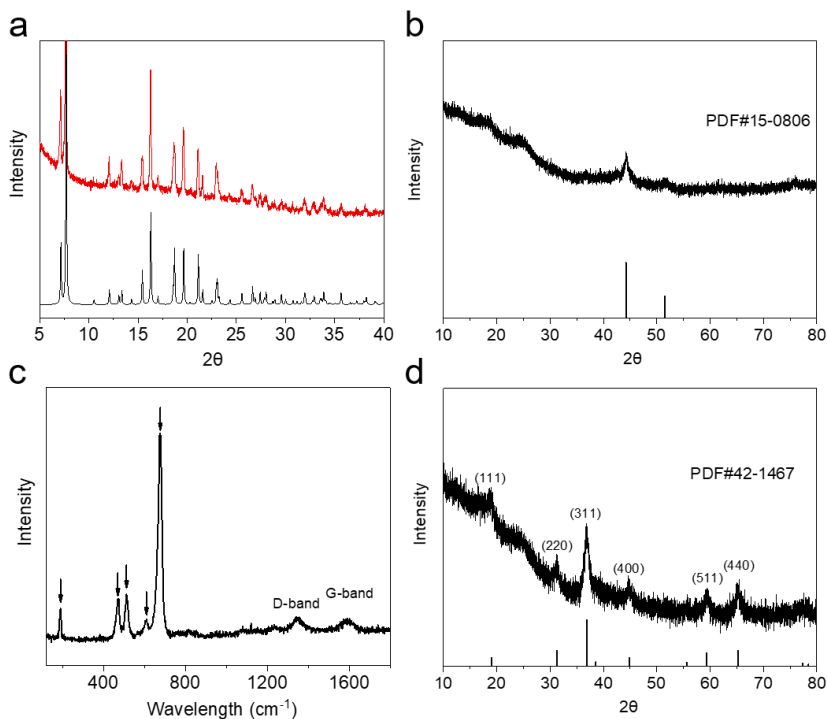 a
Intensity
5 10 15 20 25 30 35 40
2θ
b
PDF#15-0806
Intensity
10 20 30 40 50 60 70 80
2θ
c
D-band
G-band
Intensity
400 800 1200 1600
Wavelength (cm⁻¹)
d
PDF#42-1467
(111)
(311)
(220)
(400)
(511)
(440)
Intensity
10 20 30 40 50 60 70 80
2θ